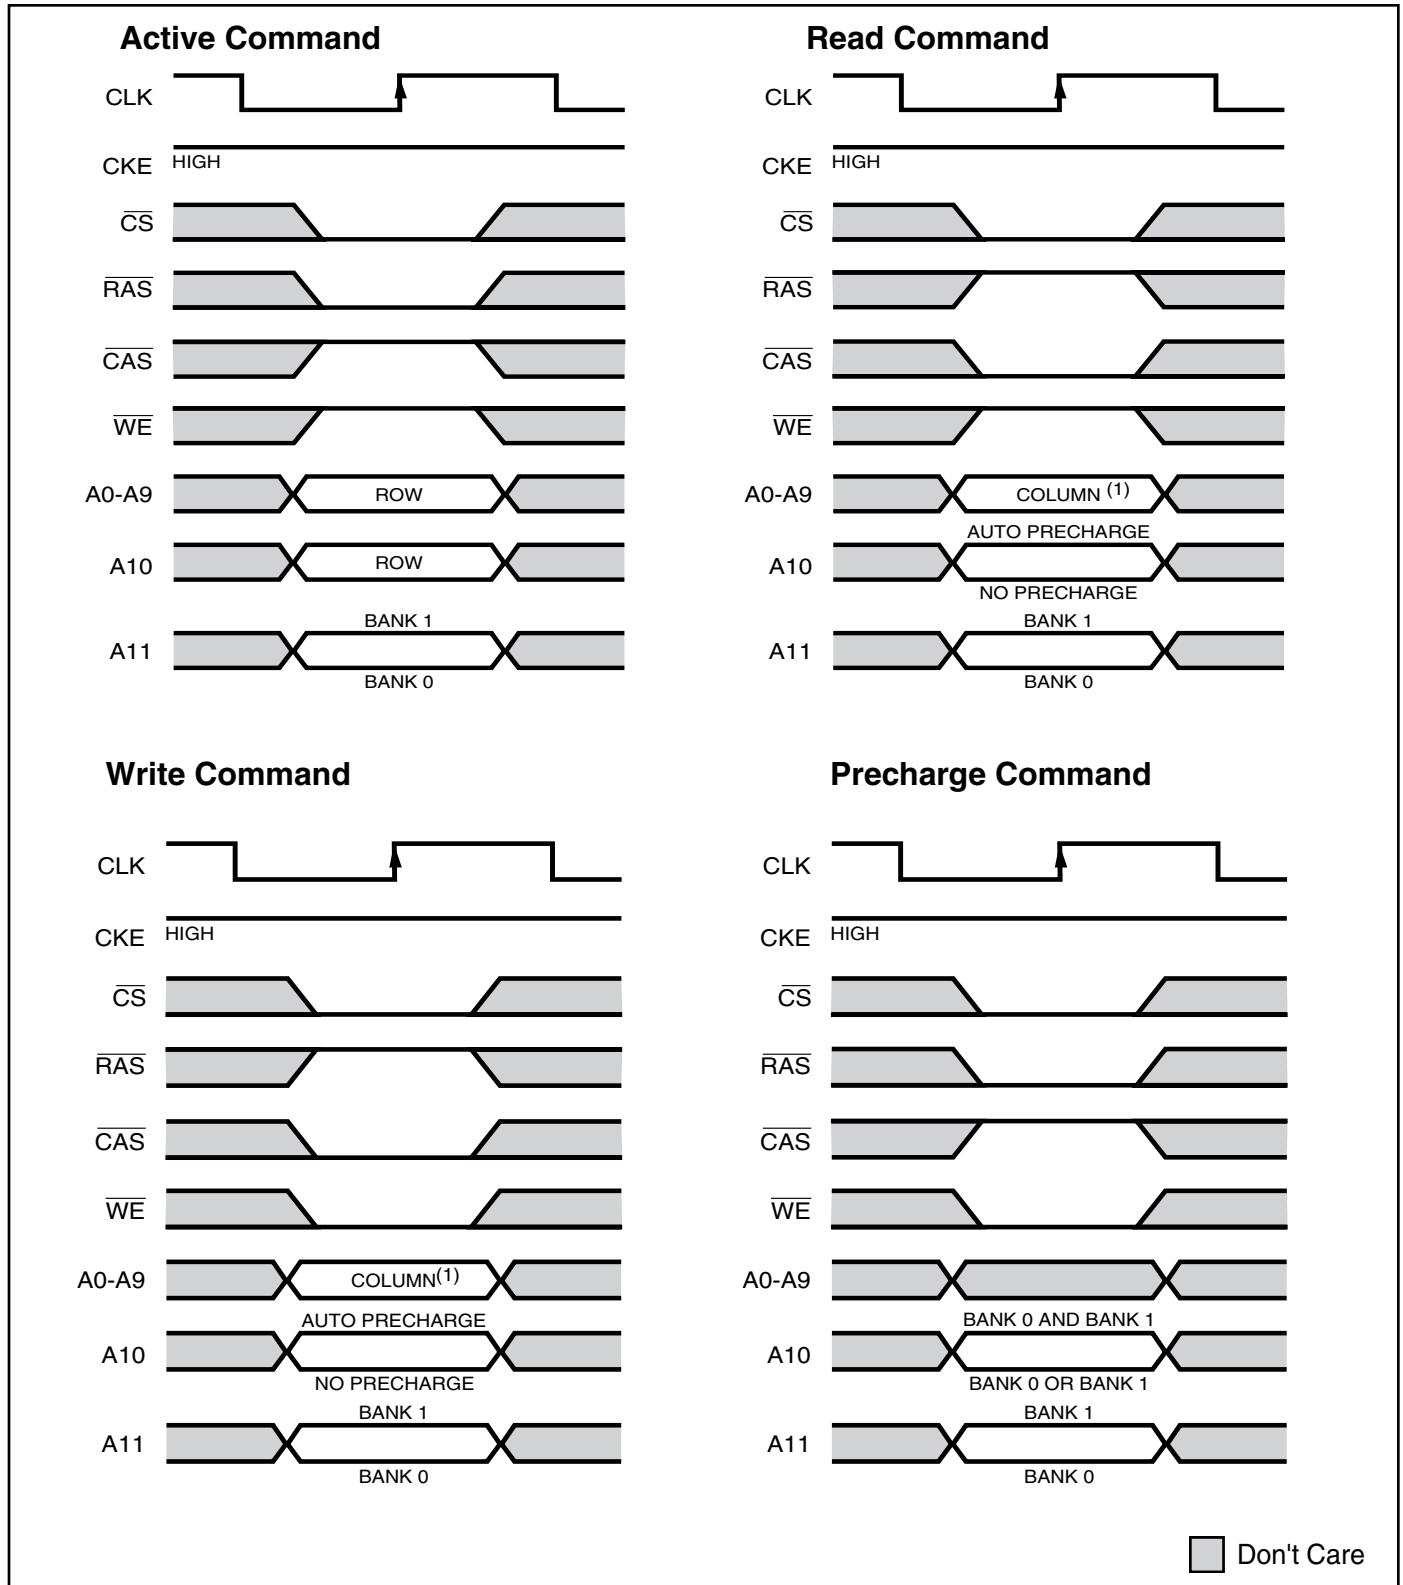 Active Command
CLK
CKE HIGH
CS
RAS
CAS
WE
A0-A9 ROW
A10 ROW
BANK 1
A11
BANK 0
Read Command
CLK
CKE HIGH
CS
RAS
CAS
WE
A0-A9 COLUMN (1)
AUTO PRECHARGE
A10
NO PRECHARGE
BANK 1
A11
BANK 0
Write Command
CLK
CKE HIGH
CS
RAS
CAS
WE
A0-A9 COLUMN(1)
AUTO PRECHARGE
A10
NO PRECHARGE
BANK 1
A11
BANK 0
Precharge Command
CLK
CKE HIGH
CS
RAS
CAS
WE
A0-A9
BANK 0 AND BANK 1
A10
BANK 0 OR BANK 1
BANK 1
A11
BANK 0
Don't Care